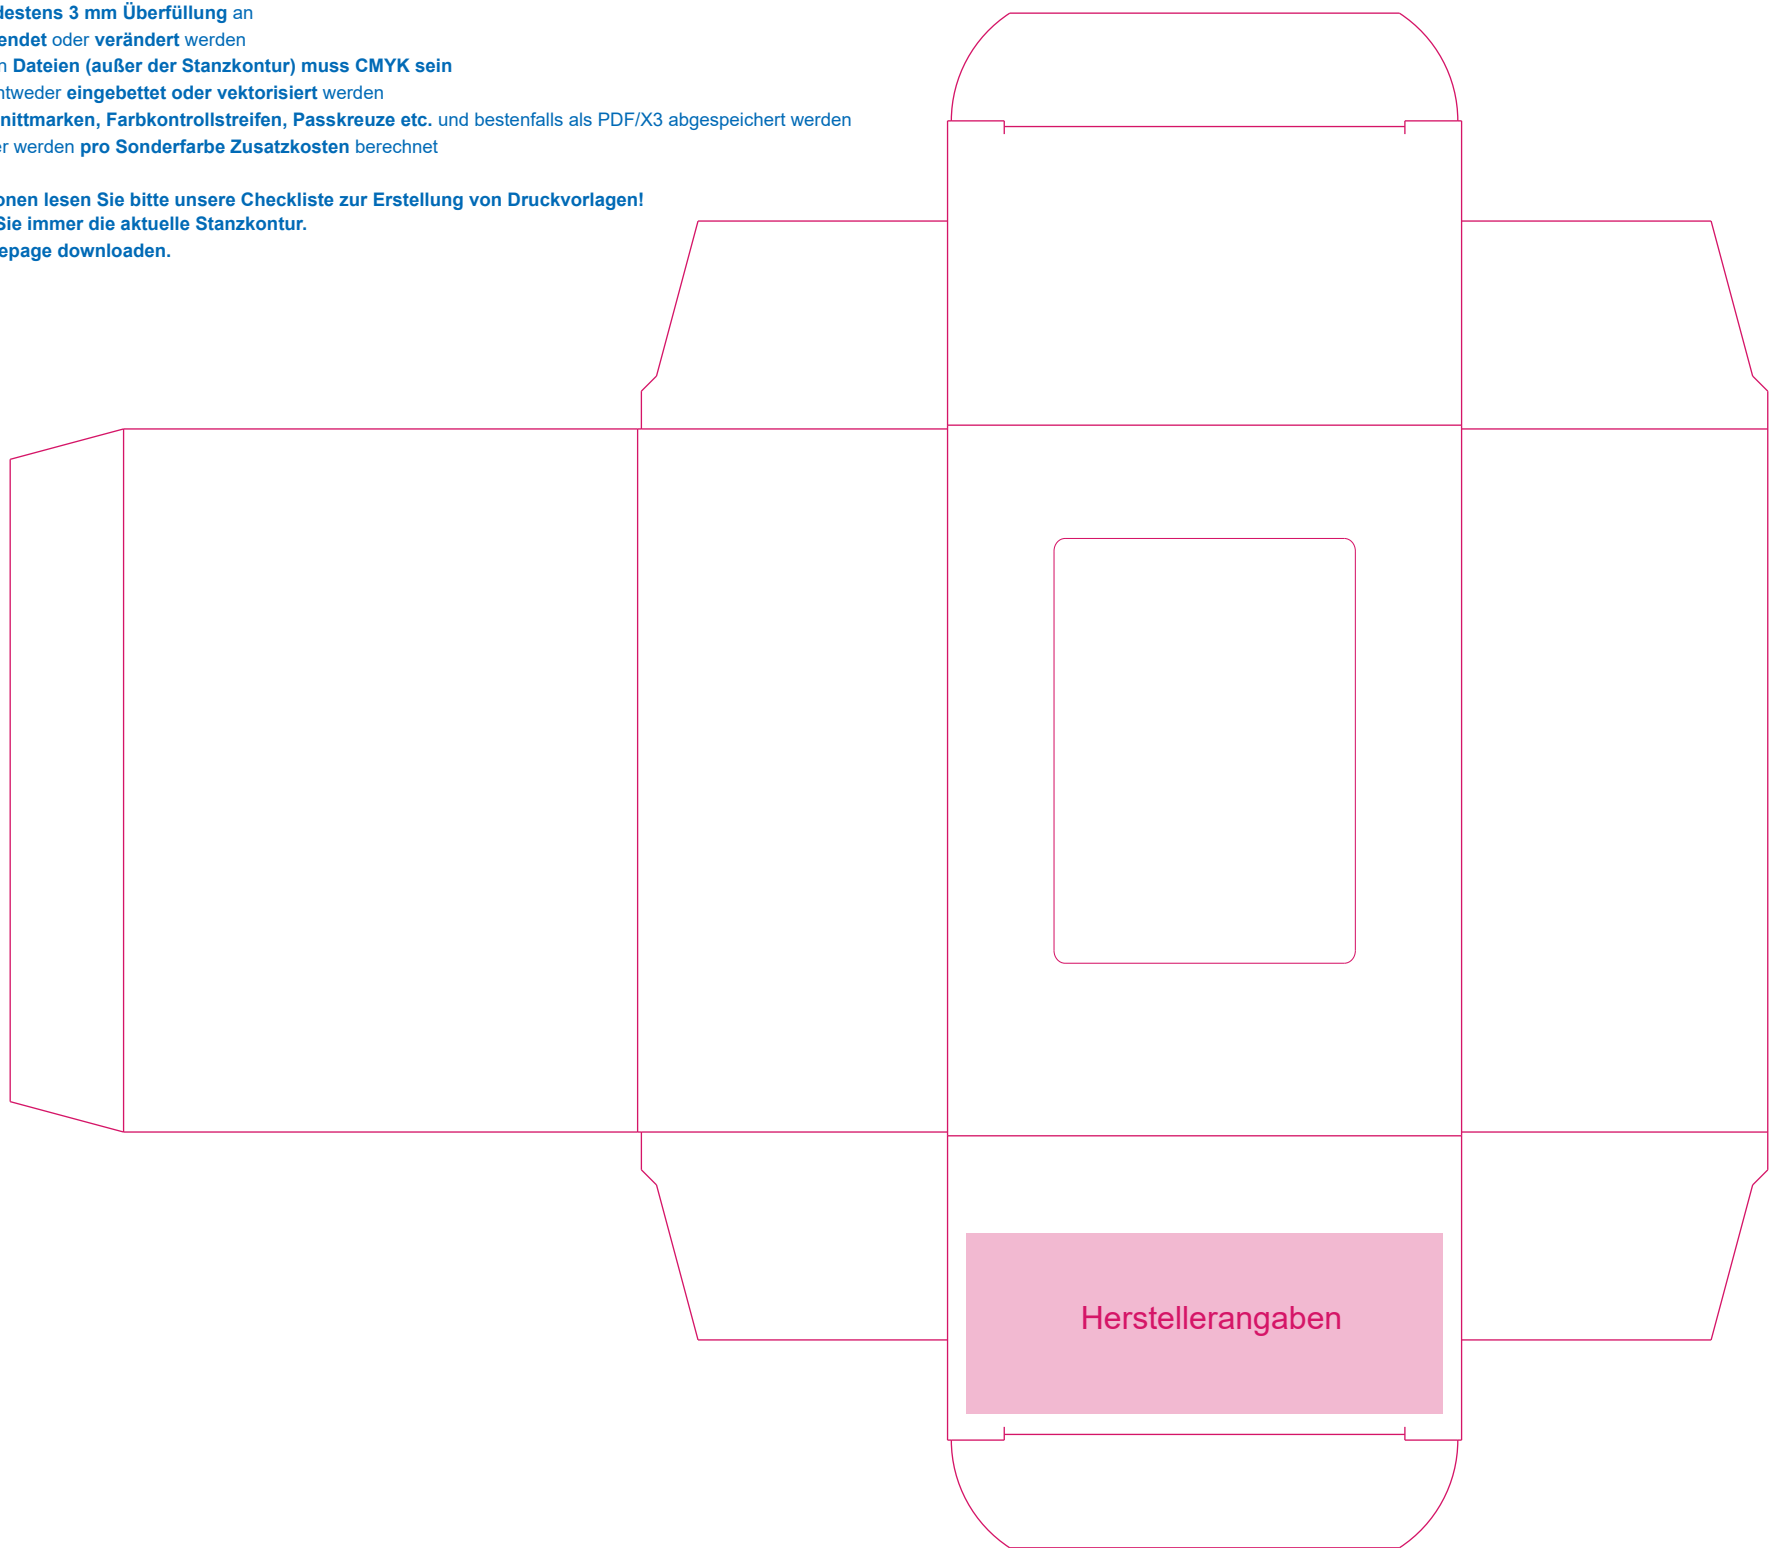 destens 3 mm Überfüllung an
endet oder verändert werden
n Dateien (außer der Stanzkontur) muss CMYK sein
ntweder eingebettet oder vektorisiert werden
nittmarken, Farbkontrollstreifen, Passkreuze etc. und bestenfalls als PDF/X3 abgespeichert werden
er werden pro Sonderfarbe Zusatzkosten berechnet
onen lesen Sie bitte unsere Checkliste zur Erstellung von Druckvorlagen!
Sie immer die aktuelle Stanzkontur.
epage downloaden.
Herstellerangaben